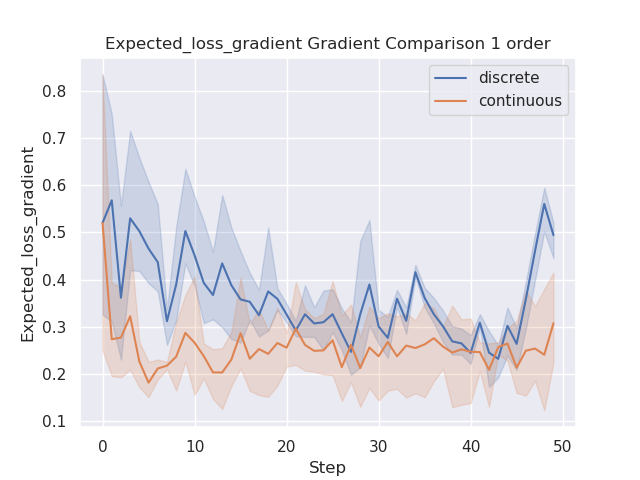 Expected_loss_gradient Gradient Comparison 1 order
discrete
continuous
Expected_loss_gradient
0.8
0.7
0.6
0.5
0.4
0.3
0.2
0.1
0 10 20 30 40 50
Step